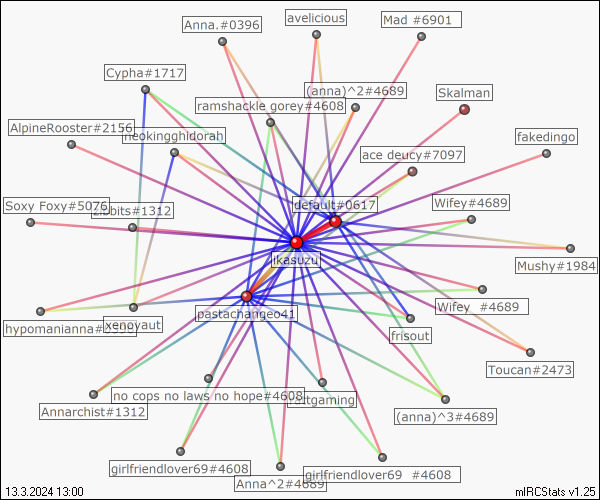 avelicious
Anna.#0396
Mad #6901
Cypha#1717
(anna)^2#4689
Skalman
ramshackle gorey#4608
AlpineRooster#2156
neokingghidorah
fakedingo
ace deucy#7097
Soxy Foxy#5076
#1312
default#0617
Wifey#4689
ikasuzu
Mushy#1984
hypomanianna#
xenoyaut
pastachangeo41
Wifey  #4689
frisout
Toucan#2473
Annarchist#1312
no cops no laws no hope#4608
gaming
(anna)^3#4689
girlfriendlover69#4608
Anna^2#4689
girlfriendlover69  #4608
13.3.2024 13:00
mIRCStats v1.25